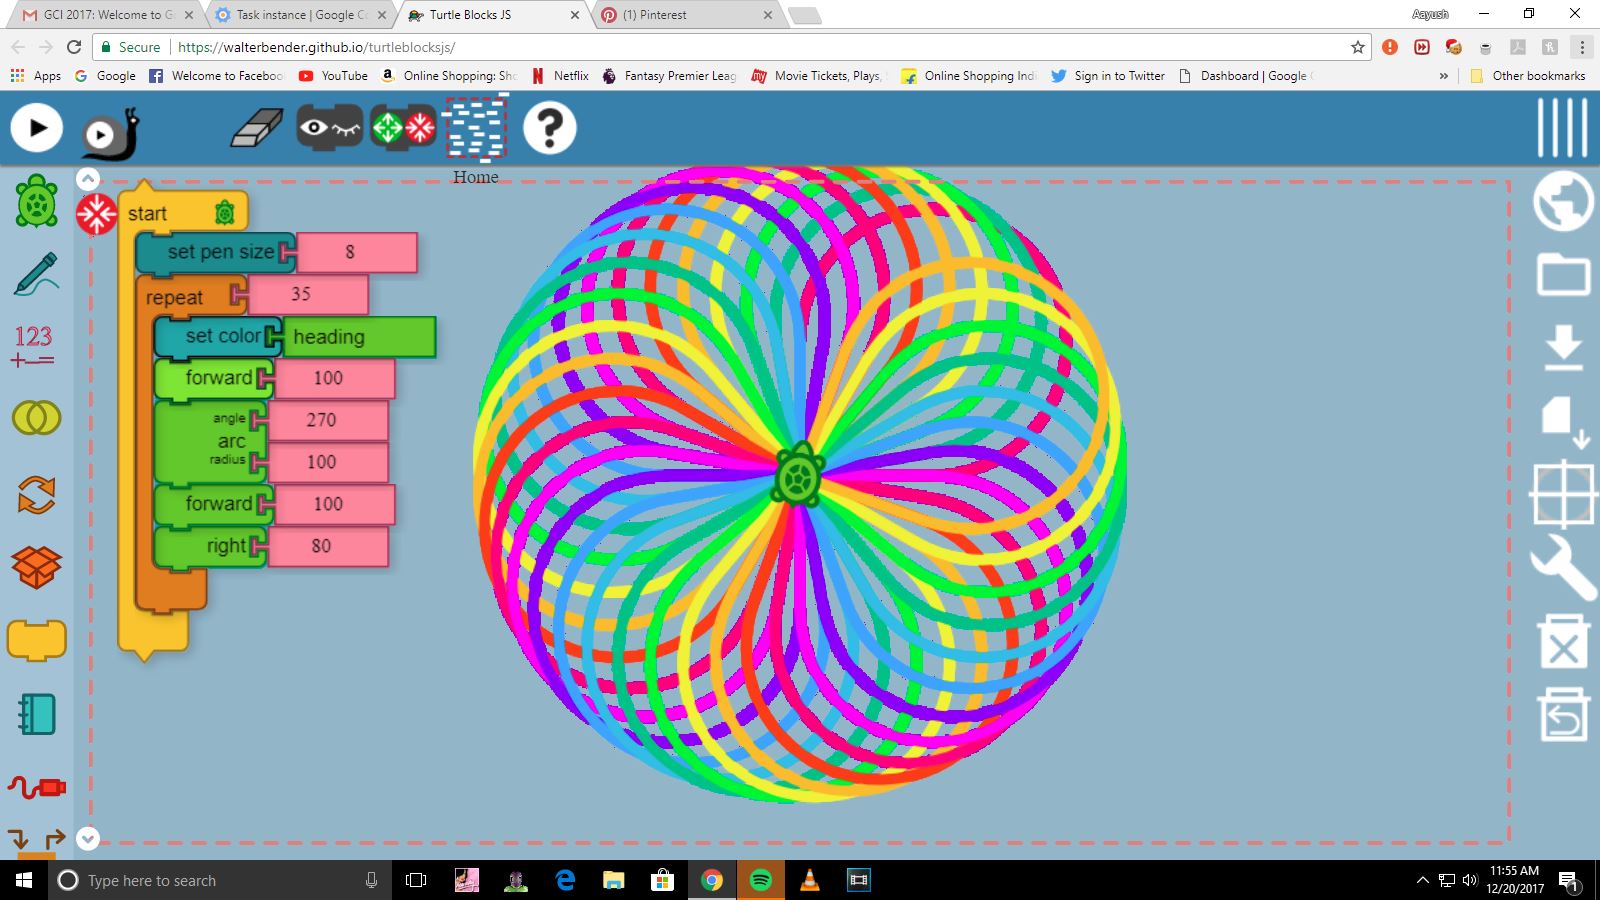 GCI 2017: Welcome to G
Task instance | Google Co
Turtle Blocks JS
(1) Pinterest
Aayush
Secure
https://walterbender.github.io/turtleblocksjs/
Apps
Google
Welcome to Faceboo
YouTube
Online Shopping: Sh
Netflix
Fantasy Premier Leag
my
Movie Tickets, Plays,
Online Shopping Indi
Sign in to Twitter
Dashboard | Google
»
Other bookmarks
?
Home
start
set pen size
8
repeat
35
set color
heading
forward
100
angle
270
arc
radius
100
forward
100
right
80
123
+-=
Type here to search
11:55 AM
12/20/2017
1